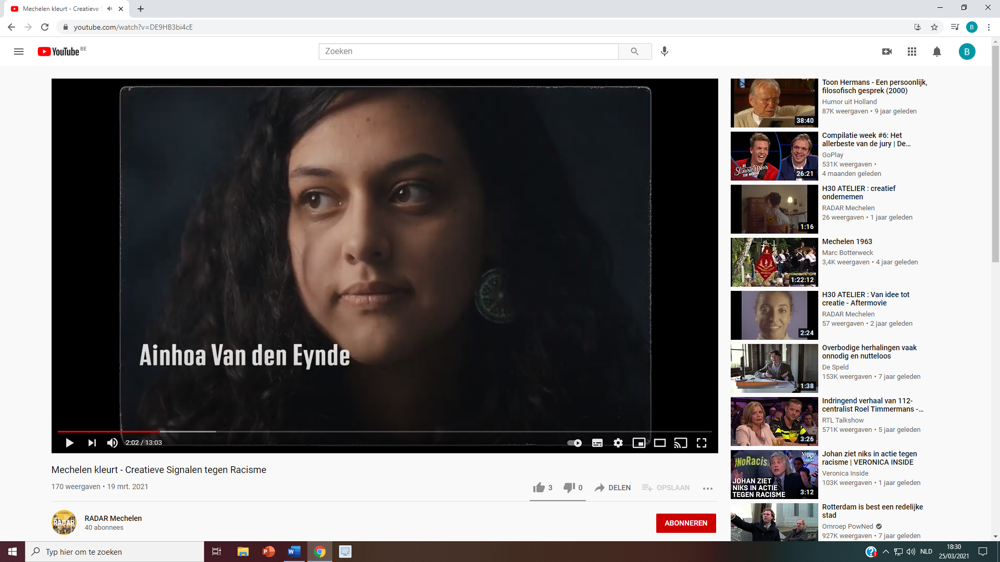 Mechelen kleurt - Creatieve S
youtube.com/watch?v=DE9HB3bi4cE
B
YouTube BE
Zoeken
B
Ainhoa Van den Eynde
2:02 / 13:03
Mechelen kleurt - Creatieve Signalen tegen Racisme
170 weergaven • 19 mrt. 2021
3
0
DELEN
OPSLAAN
RADAR
RADAR Mechelen
40 abonnees
ABONNEREN
38:40
Toon Hermans - Een persoonlijk,
filosofisch gesprek (2000)
Humor uit Holland
87K weergaven • 9 jaar geleden
DE
Slimste Mens
TER WERELD
26:21
Compilatie week #6: Het
allerbeste van de jury | De...
GoPlay
531K weergaven •
4 maanden geleden
1:16
H30 ATELIER : creatief
ondernemen
RADAR Mechelen
26 weergaven • 1 jaar geleden
1:22:12
Mechelen 1963
Marc Botterweck
3,4K weergaven • 4 jaar geleden
2:24
H30 ATELIER : Van idee tot
creatie - Aftermovie
RADAR Mechelen
57 weergaven • 2 jaar geleden
1:38
Overbodige herhalingen vaak
onnodig en nutteloos
De Speld
153K weergaven • 7 jaar geleden
3:26
Indringend verhaal van 112-
centralist Roel Timmermans -...
RTL Talkshow
571K weergaven • 5 jaar geleden
#NoRacis
VERONICA
INSIDE
JOHAN ZIET
NIKS IN ACTIE
TEGEN RACISME
3:12
Johan ziet niks in actie tegen
racisme | VERONICA INSIDE
Veronica Inside
103K weergaven • 1 jaar geleden
Rotterdam is best een redelijke
stad
Omroep PowNed
927K weergaven • 7 jaar geleden
Typ hier om te zoeken
NLD
18:30
25/03/2021